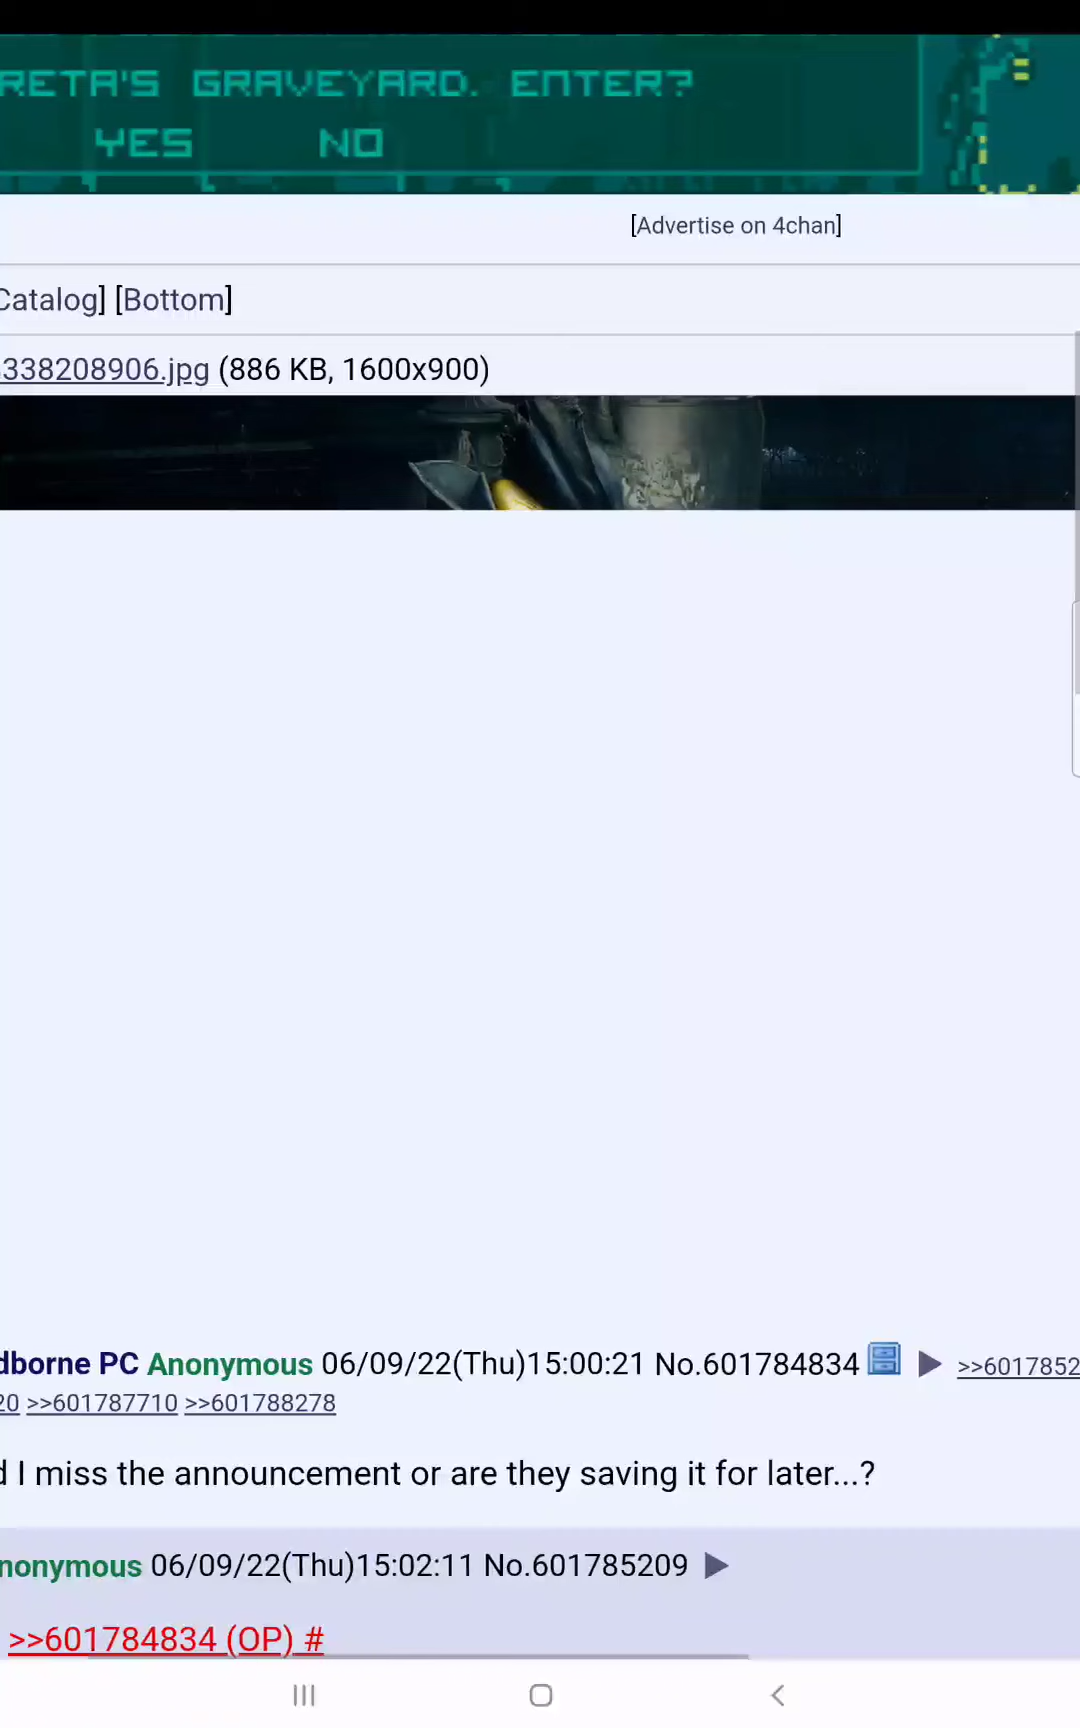 RETA'S GRAVEYARD. ENTER?
YES NO
[Advertise on 4chan]
Catalog] [Bottom]
338208906.jpg (886 KB, 1600x900)
dborne PC Anonymous 06/09/22(Thu)15:00:21 No.601784834 ▶ >>6017852
20 >>601787710 >>601788278
d I miss the announcement or are they saving it for later...?
nonymous 06/09/22(Thu)15:02:11 No.601785209 ▶
>>601784834 (OP) #